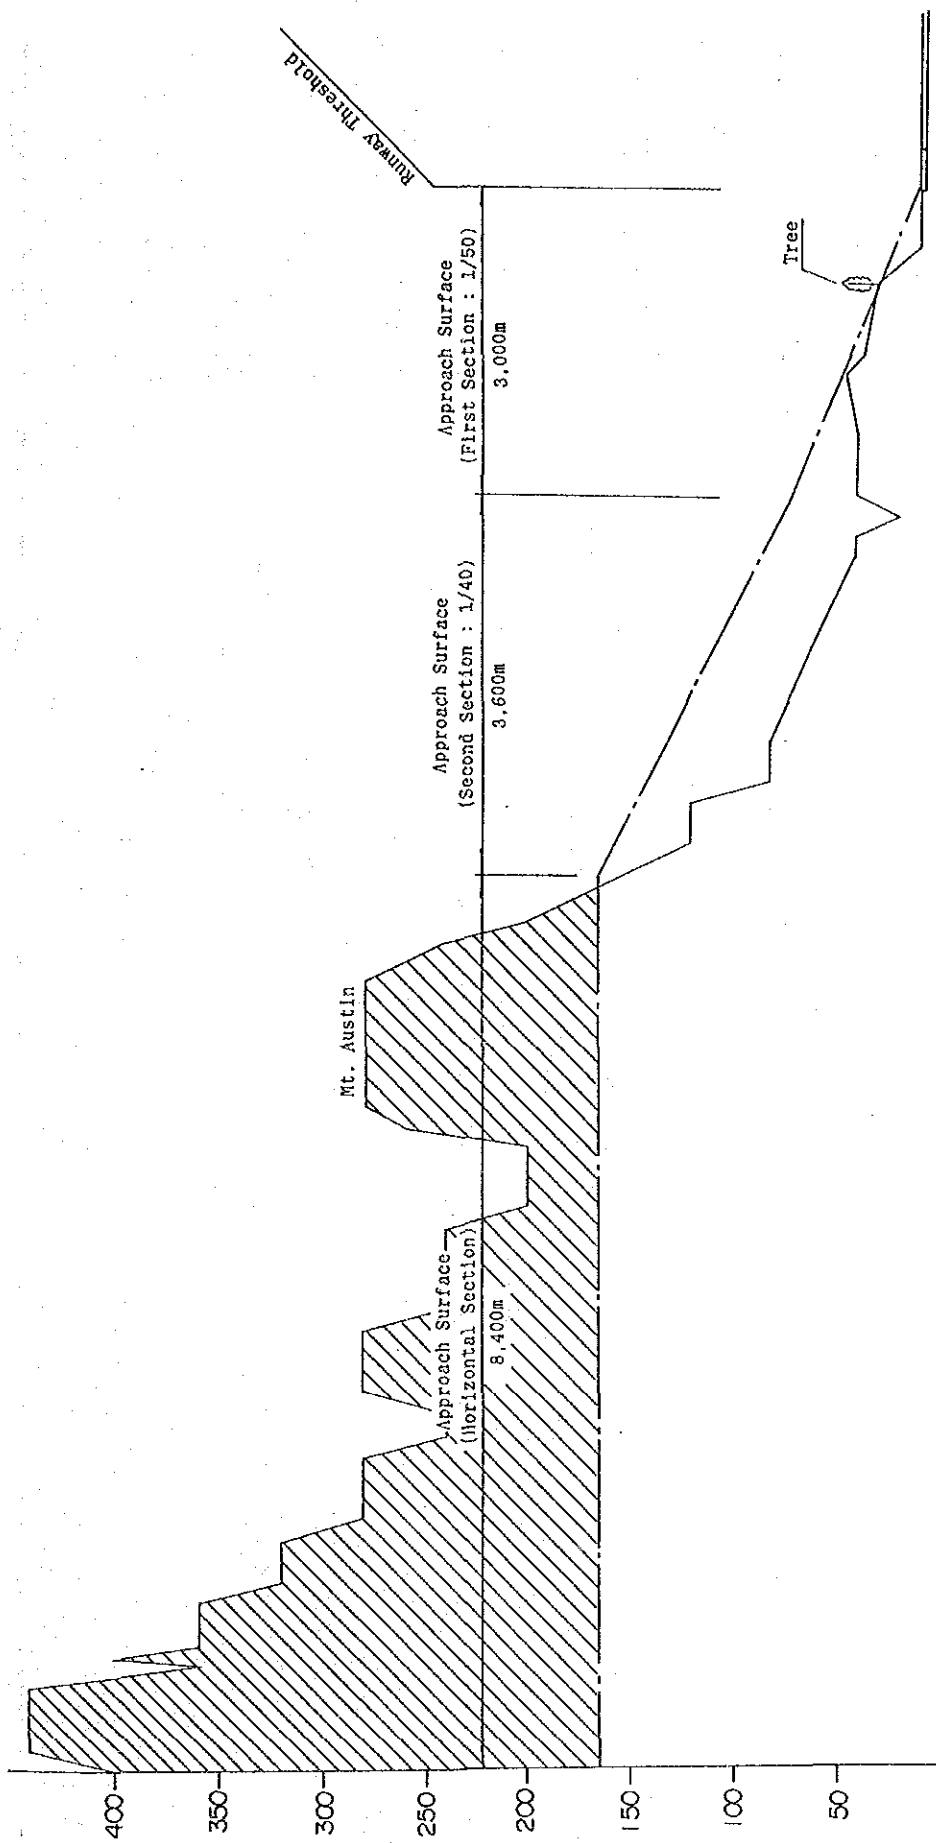 Runway Threshold
Approach Surface
(First Section : 1/50)
3,000m
Tree
Approach Surface
(Second Section : 1/40)
3,600m
Mt. Austin
Approach Surface
(Horizontal Section)
8,400m
400
350
300
250
200
150
100
50